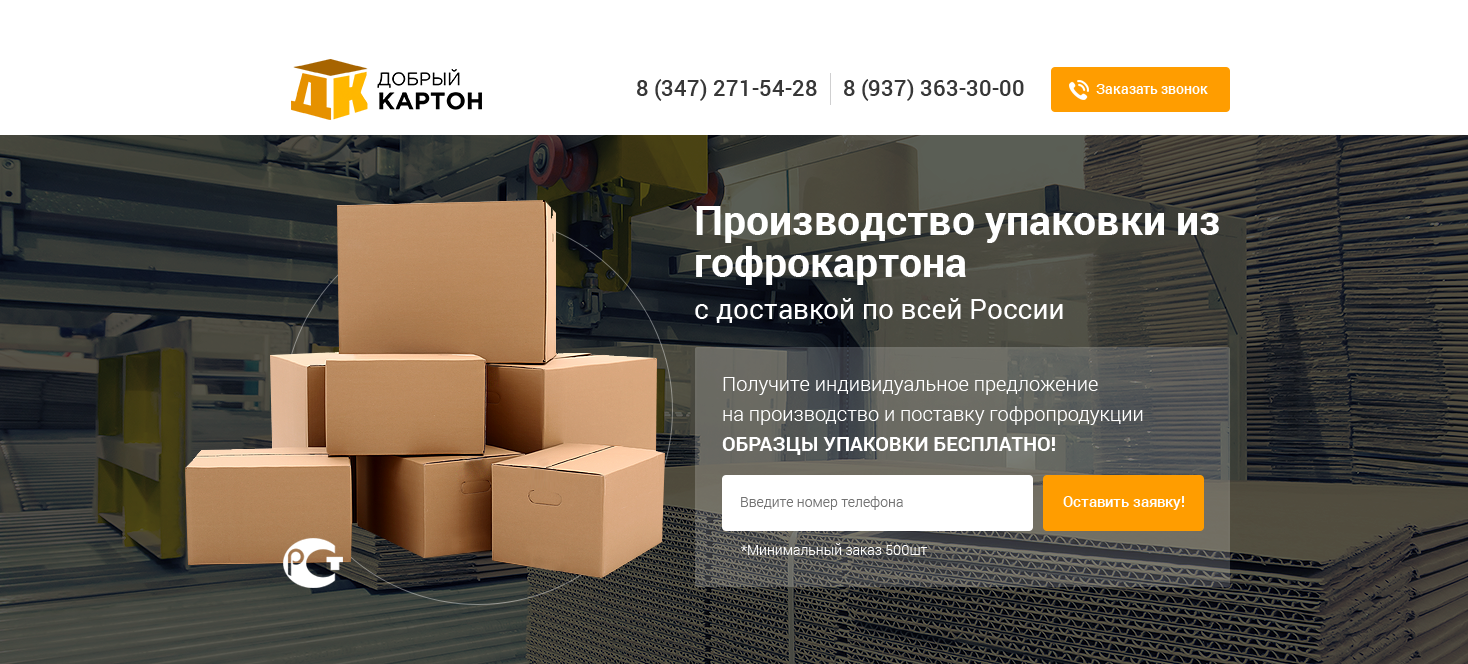 ДК
ДОБРЫЙ
КАРТОН
8 (347) 271-54-28
8 (937) 363-30-00
Заказать звонок
Производство упаковки из
гофрокартона
с доставкой по всей России
Получите индивидуальное предложение
на производство и поставку гофропродукции
ОБРАЗЦЫ УПАКОВКИ БЕСПЛАТНО!
Введите номер телефона
Оставить заявку!
*Минимальный заказ 500шт
РСТ